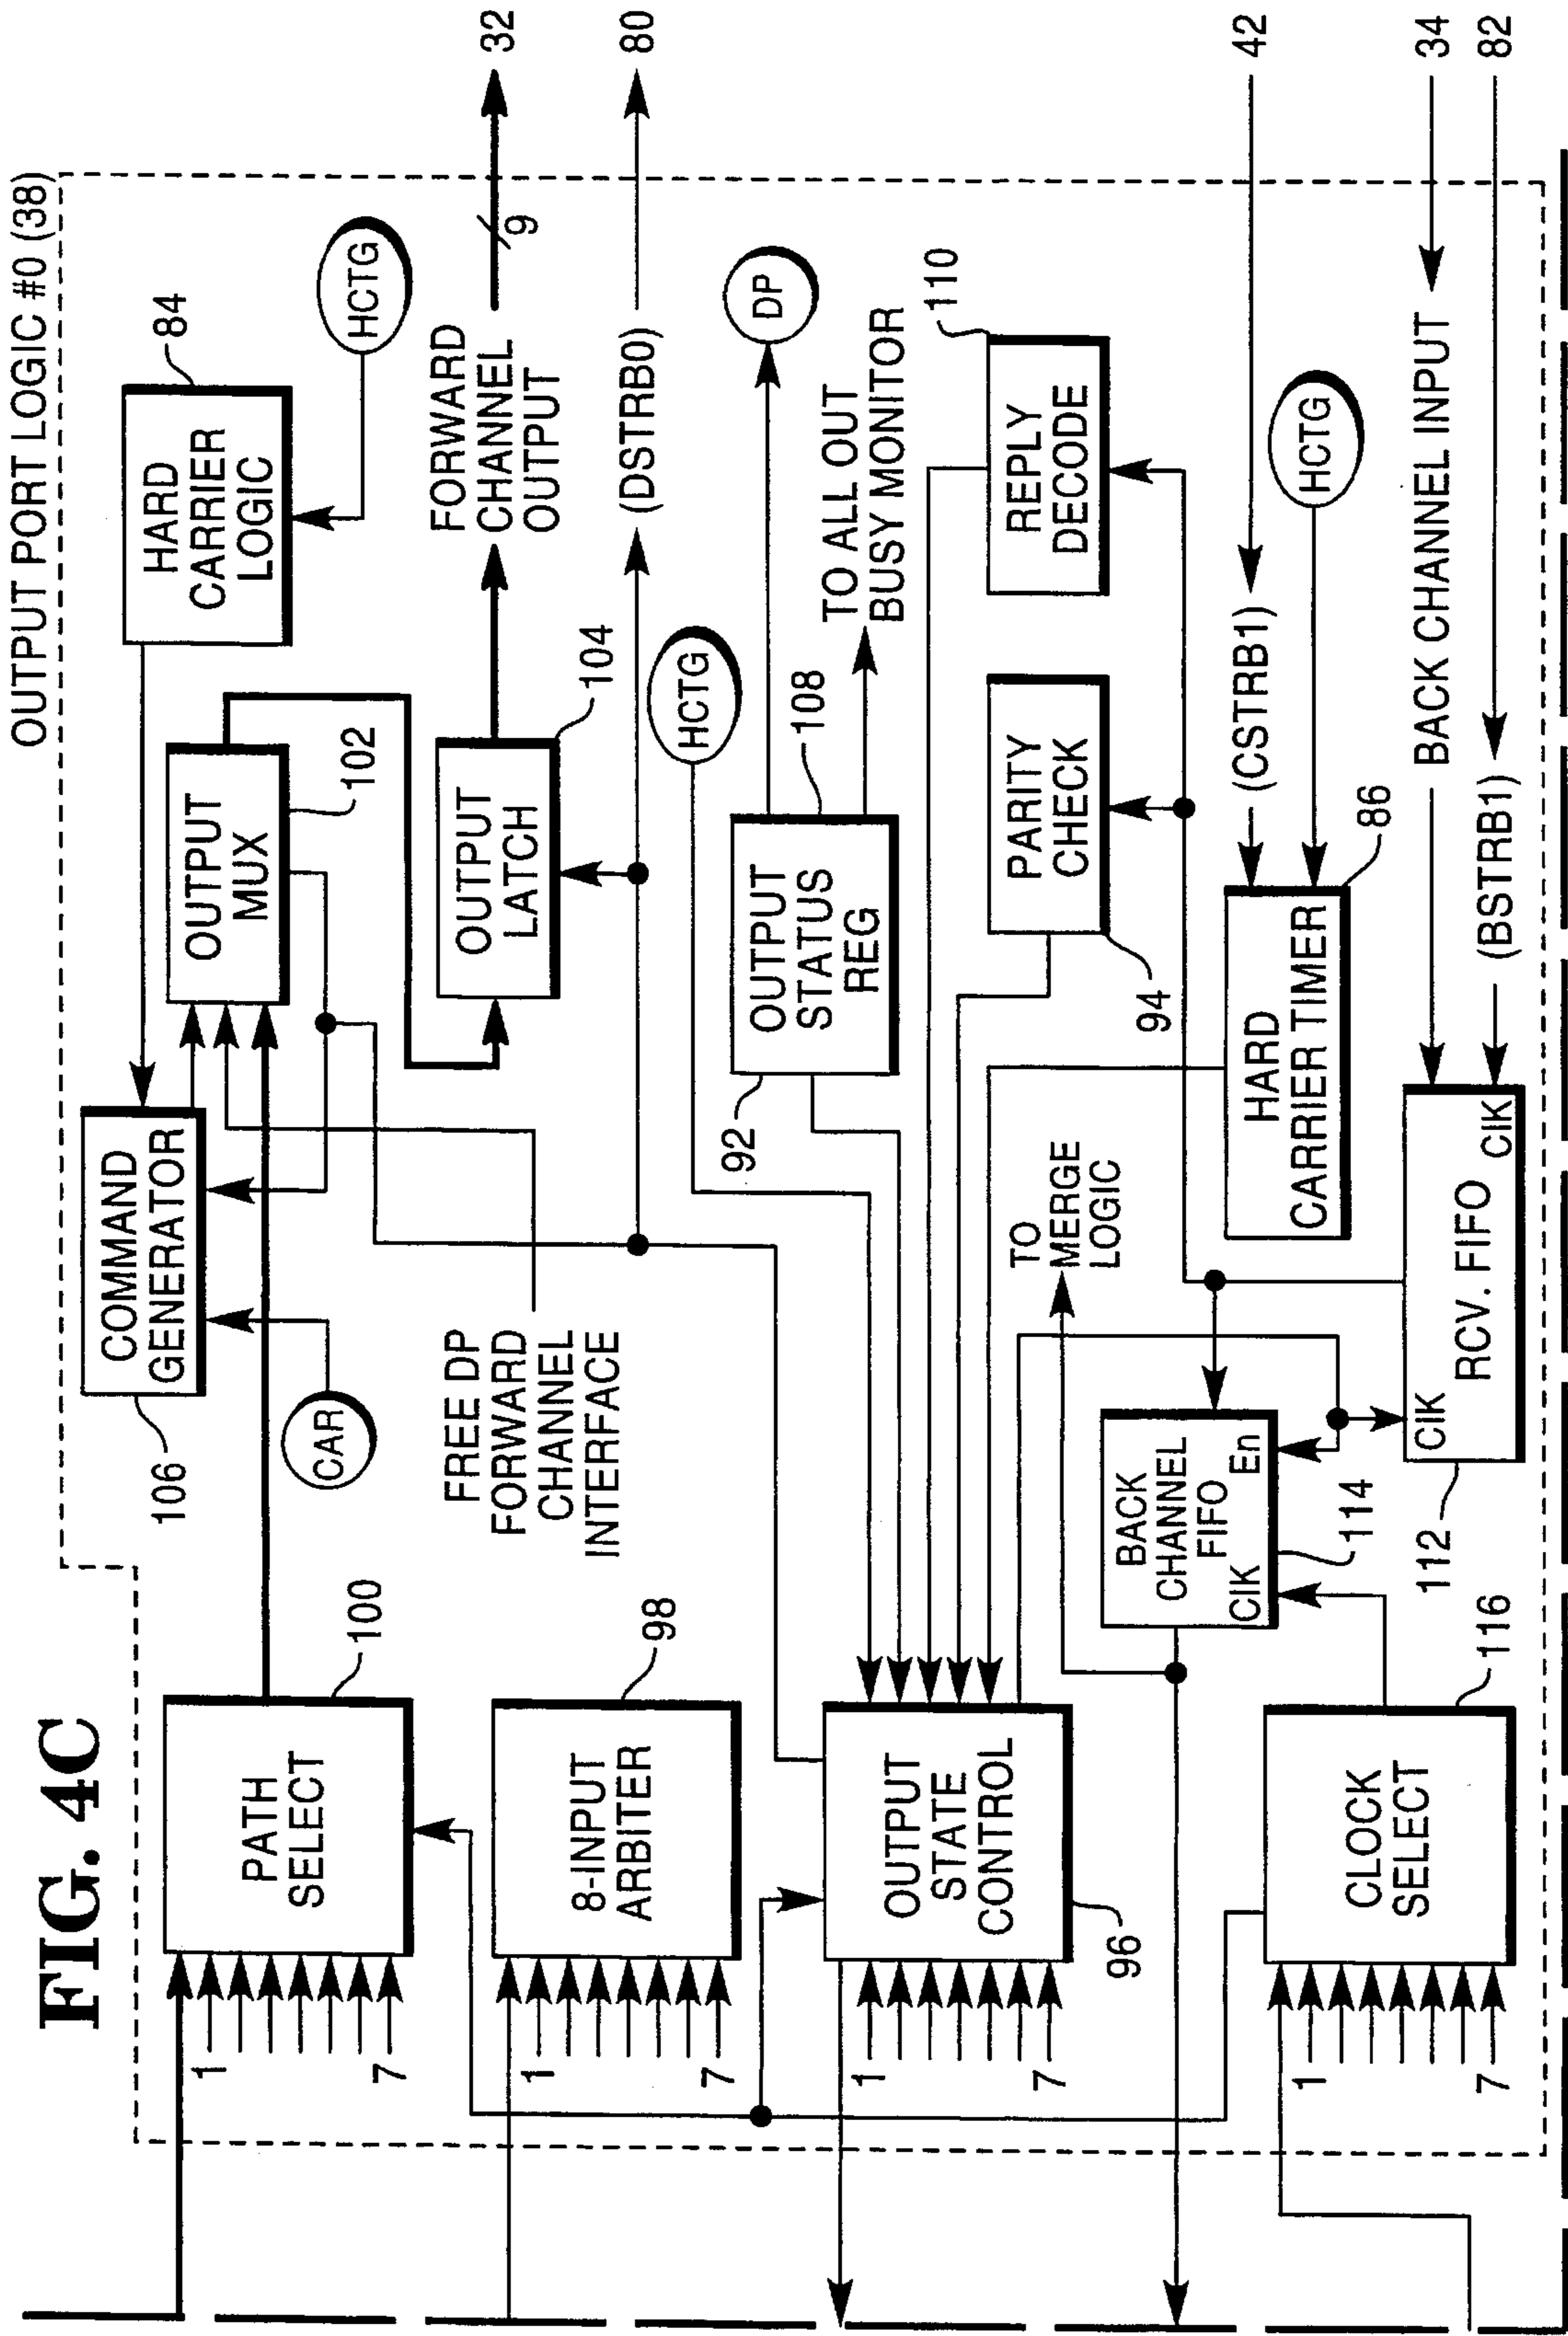 FIG. 4C
OUTPUT PORT LOGIC #0 (38)
COMMAND
GENERATOR
106
CAR
HARD
CARRIER
LOGIC
84
HCTG
OUTPUT
MUX
102
PATH
SELECT
100
1
7
FORWARD
CHANNEL
OUTPUT
9
32
OUTPUT
LATCH
104
FREE DP
FORWARD
CHANNEL
INTERFACE
(DSTRB0)
80
8-INPUT
ARBITER
98
1
7
HCTG
DP
OUTPUT
STATUS
REG
92
108
TO ALL OUT
BUSY MONITOR
OUTPUT
STATE
CONTROL
96
1
7
PARITY
CHECK
94
REPLY
DECODE
110
TO
MERGE
LOGIC
BACK
CHANNEL
FIFO
ClK
En
114
HARD
CARRIER TIMER
86
(CSTRB1)
42
HCTG
CLOCK
SELECT
116
1
7
ClK
RCV. FIFO
ClK
112
BACK CHANNEL INPUT
34
(BSTRB1)
82